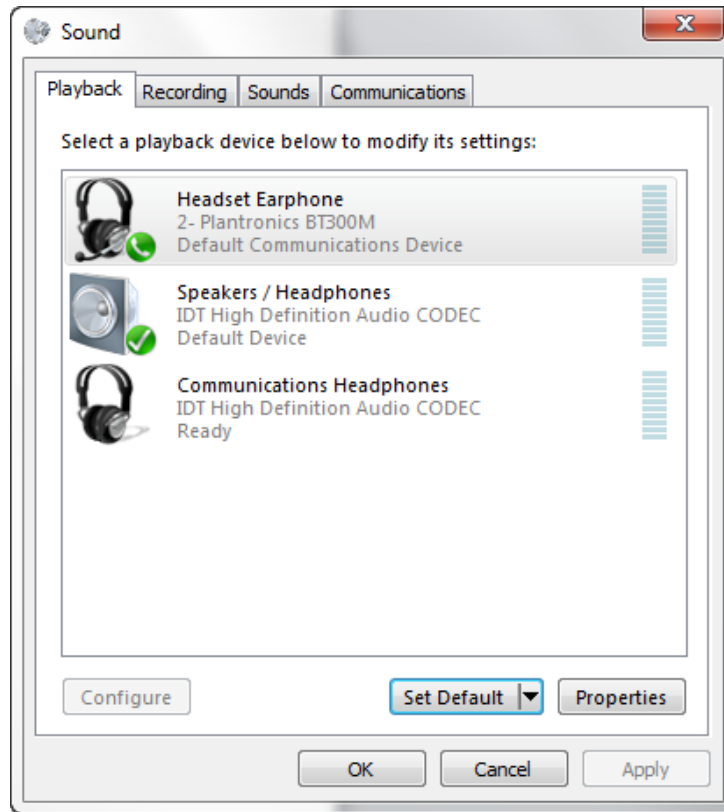 Sound
Playback Recording Sounds Communications
Select a playback device below to modify its settings:
Headset Earphone
2- Plantronics BT300M
Default Communications Device
Speakers / Headphones
IDT High Definition Audio CODEC
Default Device
Communications Headphones
IDT High Definition Audio CODEC
Ready
Configure Set Default Properties
OK Cancel Apply